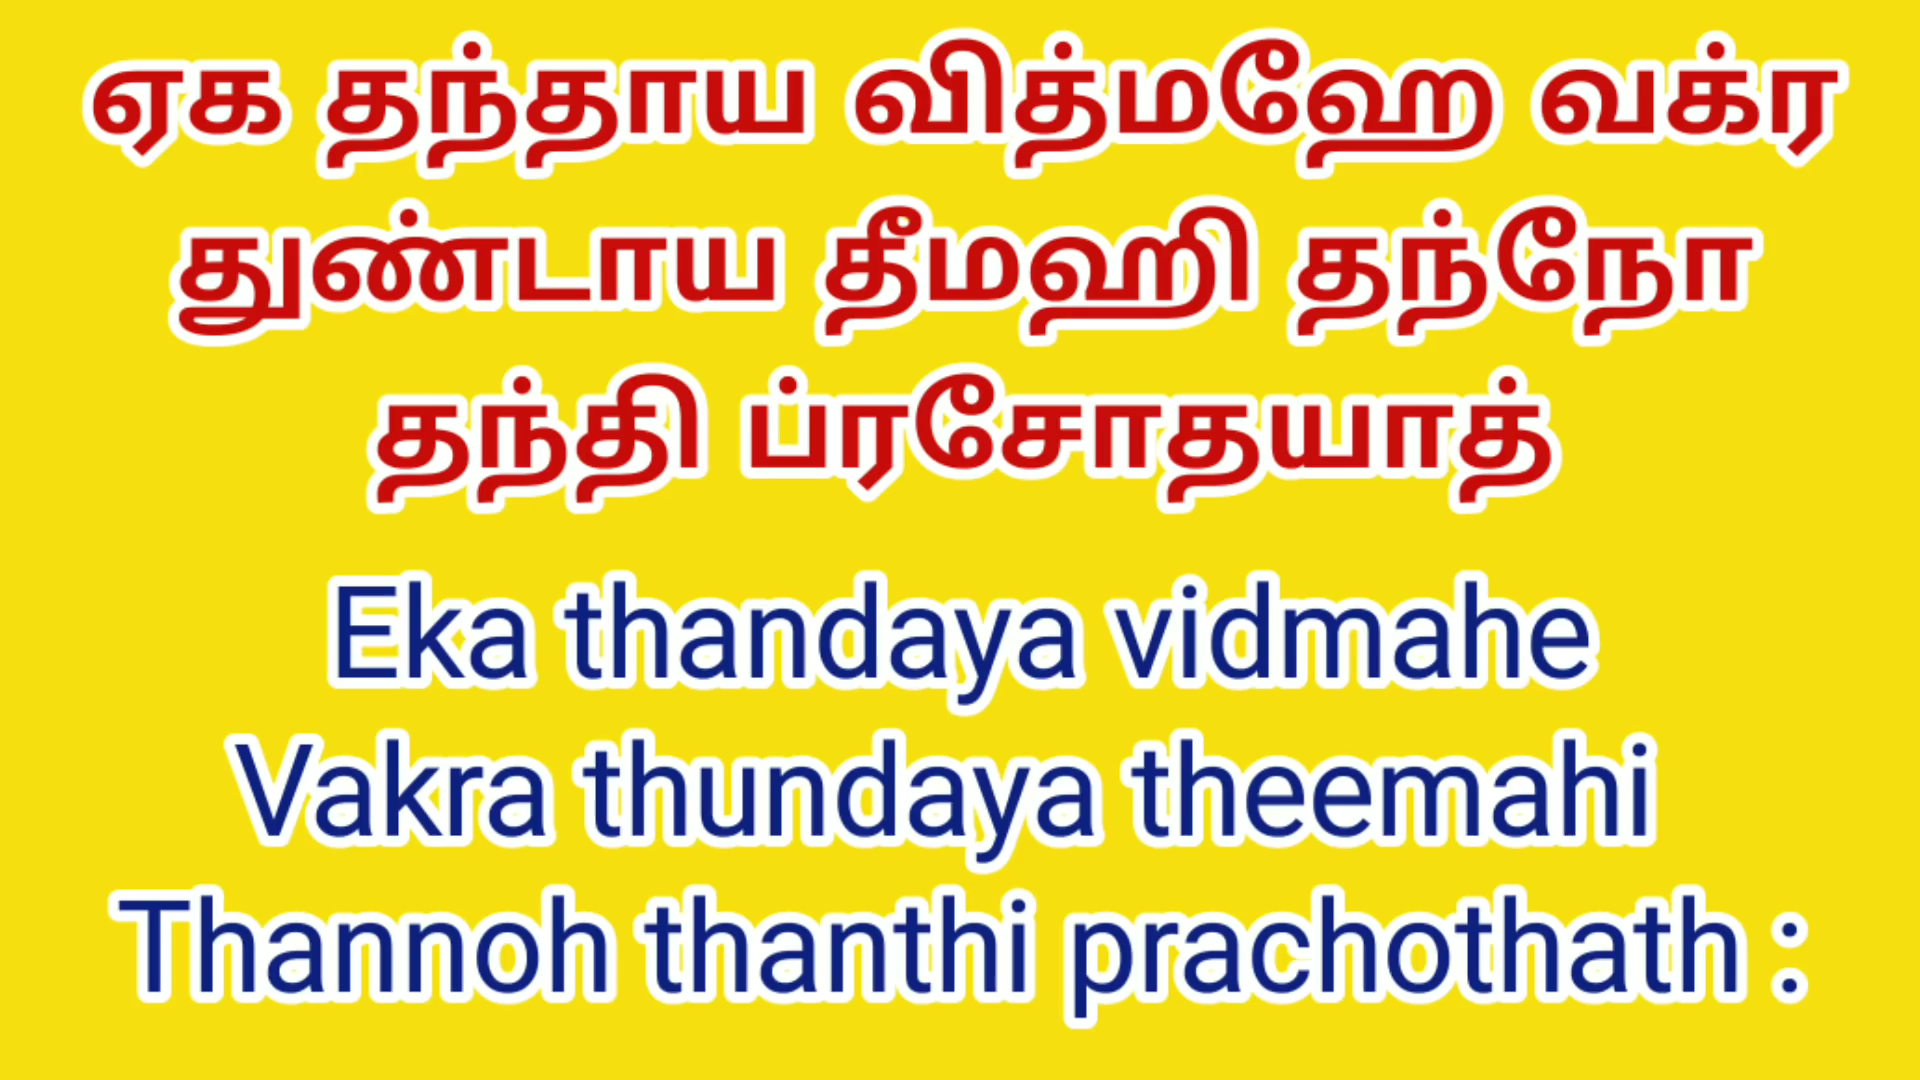 ஏக தந்தாய வித்மஹே வக்ர
துண்டாய தீமஹி தந்நோ
தந்தி ப்ரசோதயாத்
Eka thandaya vidmahe
Vakra thundaya theemahi
Thannoh thanthi prachothath :